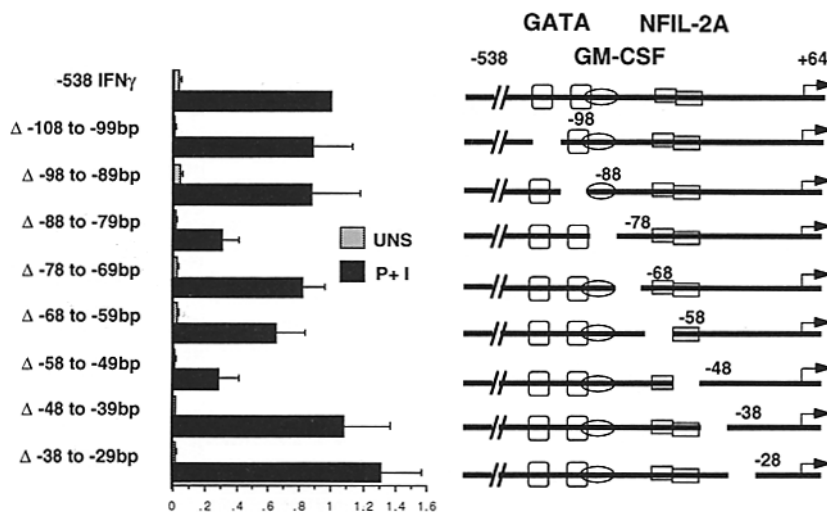 GATA NFIL-2A
GM-CSF
-538 +64
-538 IFNγ
Δ -108 to -99bp
-98
Δ -98 to -89bp
-88
Δ -88 to -79bp
-78
UNS
Δ -78 to -69bp
P+ I
-68
Δ -68 to -59bp
-58
Δ -58 to -49bp
-48
Δ -48 to -39bp
-38
Δ -38 to -29bp
-28
0 .2 .4 .6 .8 1 1.2 1.4 1.6